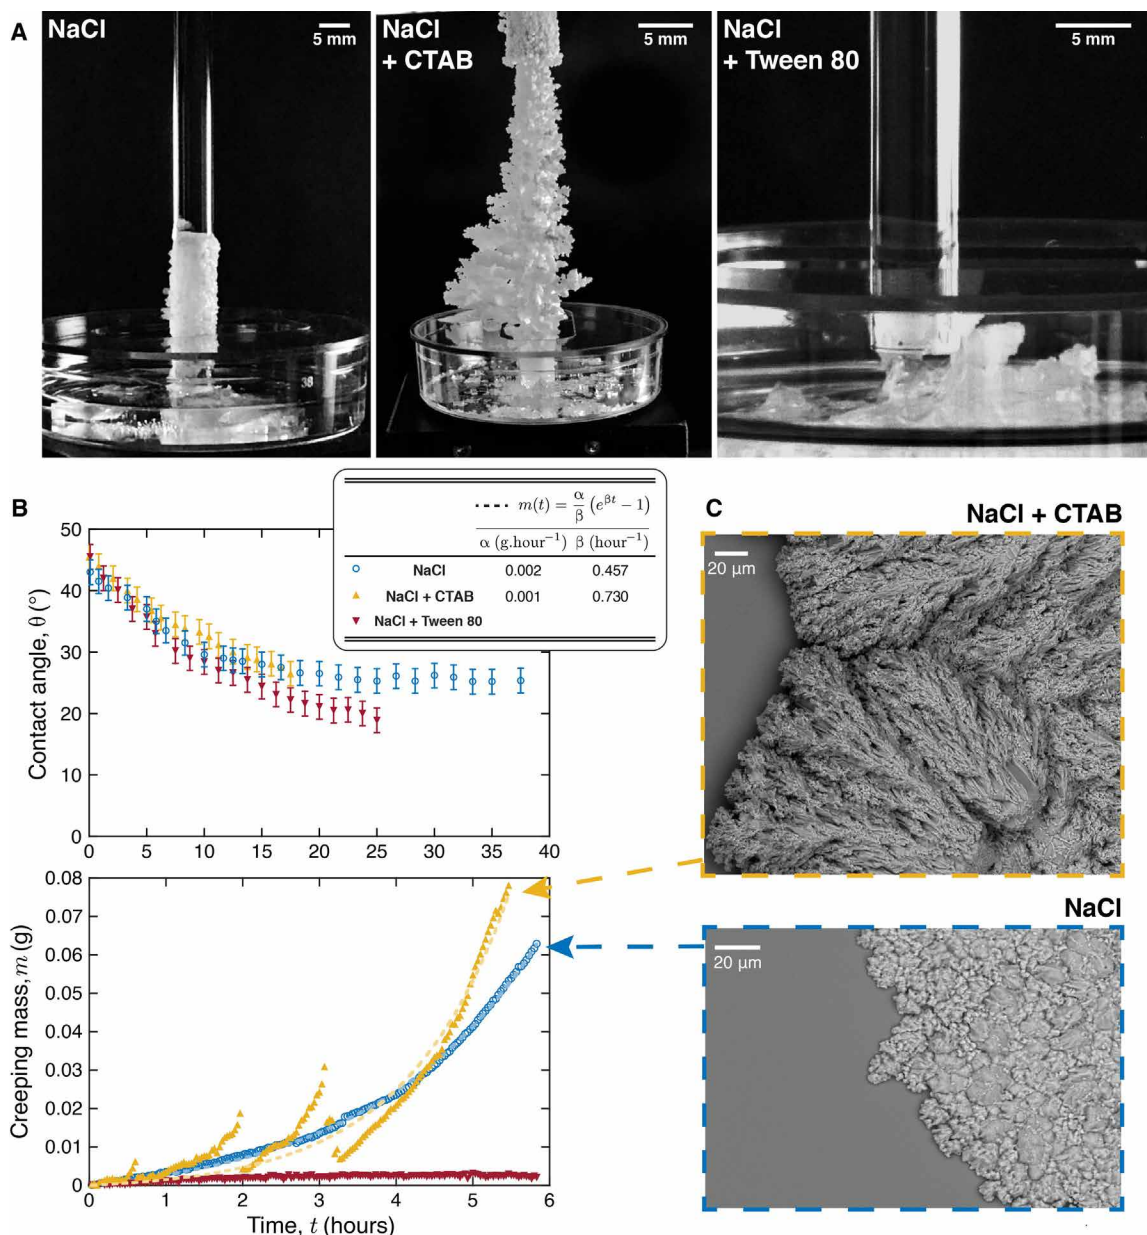 A
NaCl
5 mm
NaCl
+ CTAB
5 mm
NaCl
+ Tween 80
5 mm
38
B
m(t) = α/β (e^{βt} − 1)
α (g.hour⁻¹) β (hour⁻¹)
NaCl 0.002 0.457
NaCl + CTAB 0.001 0.730
NaCl + Tween 80
Contact angle, θ (°)
50
40
30
20
10
0
0 5 10 15 20 25 30 35 40
Creeping mass, m (g)
0.08
0.07
0.06
0.05
0.04
0.03
0.02
0.01
0
0 1 2 3 4 5 6
Time, t (hours)
C
NaCl + CTAB
20 µm
NaCl
20 µm